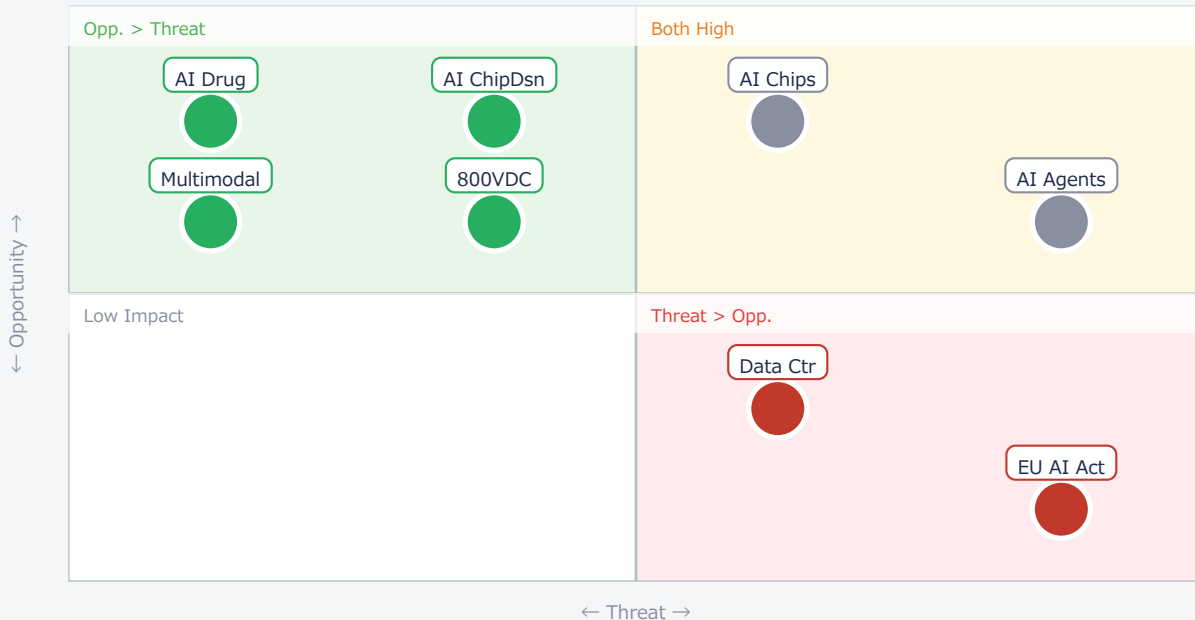 Opp. > Threat
Both High
AI Drug
AI ChipDsn
AI Chips
Multimodal
800VDC
AI Agents
← Opportunity →
Low Impact
Threat > Opp.
Data Ctr
EU AI Act
← Threat →